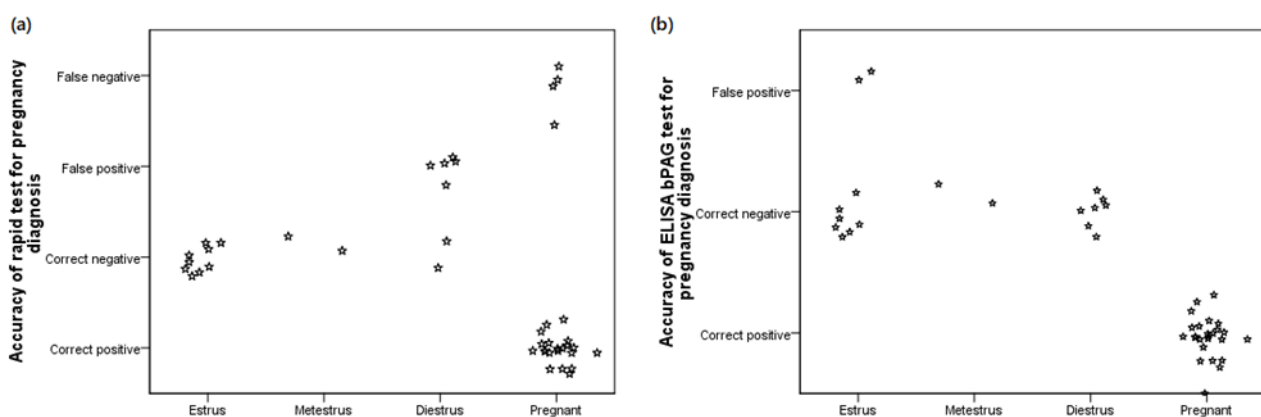 (a)
Accuracy of rapid test for pregnancy
diagnosis
False negative
False positive
Correct negative
Correct positive
Estrus Metestrus Diestrus Pregnant
(b)
Accuracy of ELISA bPAG test for
pregnancy diagnosis
False positive
Correct negative
Correct positive
Estrus Metestrus Diestrus Pregnant